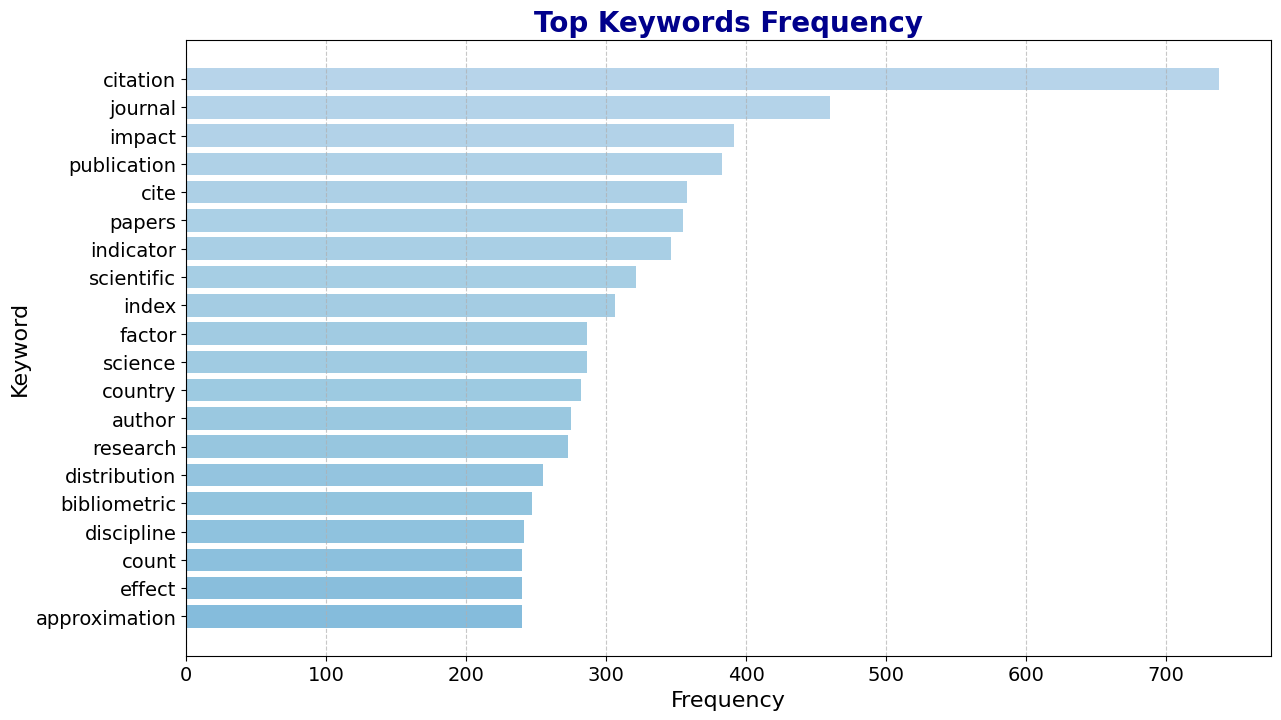 Top Keywords Frequency
Keyword
citation
journal
impact
publication
cite
papers
indicator
scientific
index
factor
science
country
author
research
distribution
bibliometric
discipline
count
effect
approximation
0 100 200 300 400 500 600 700
Frequency